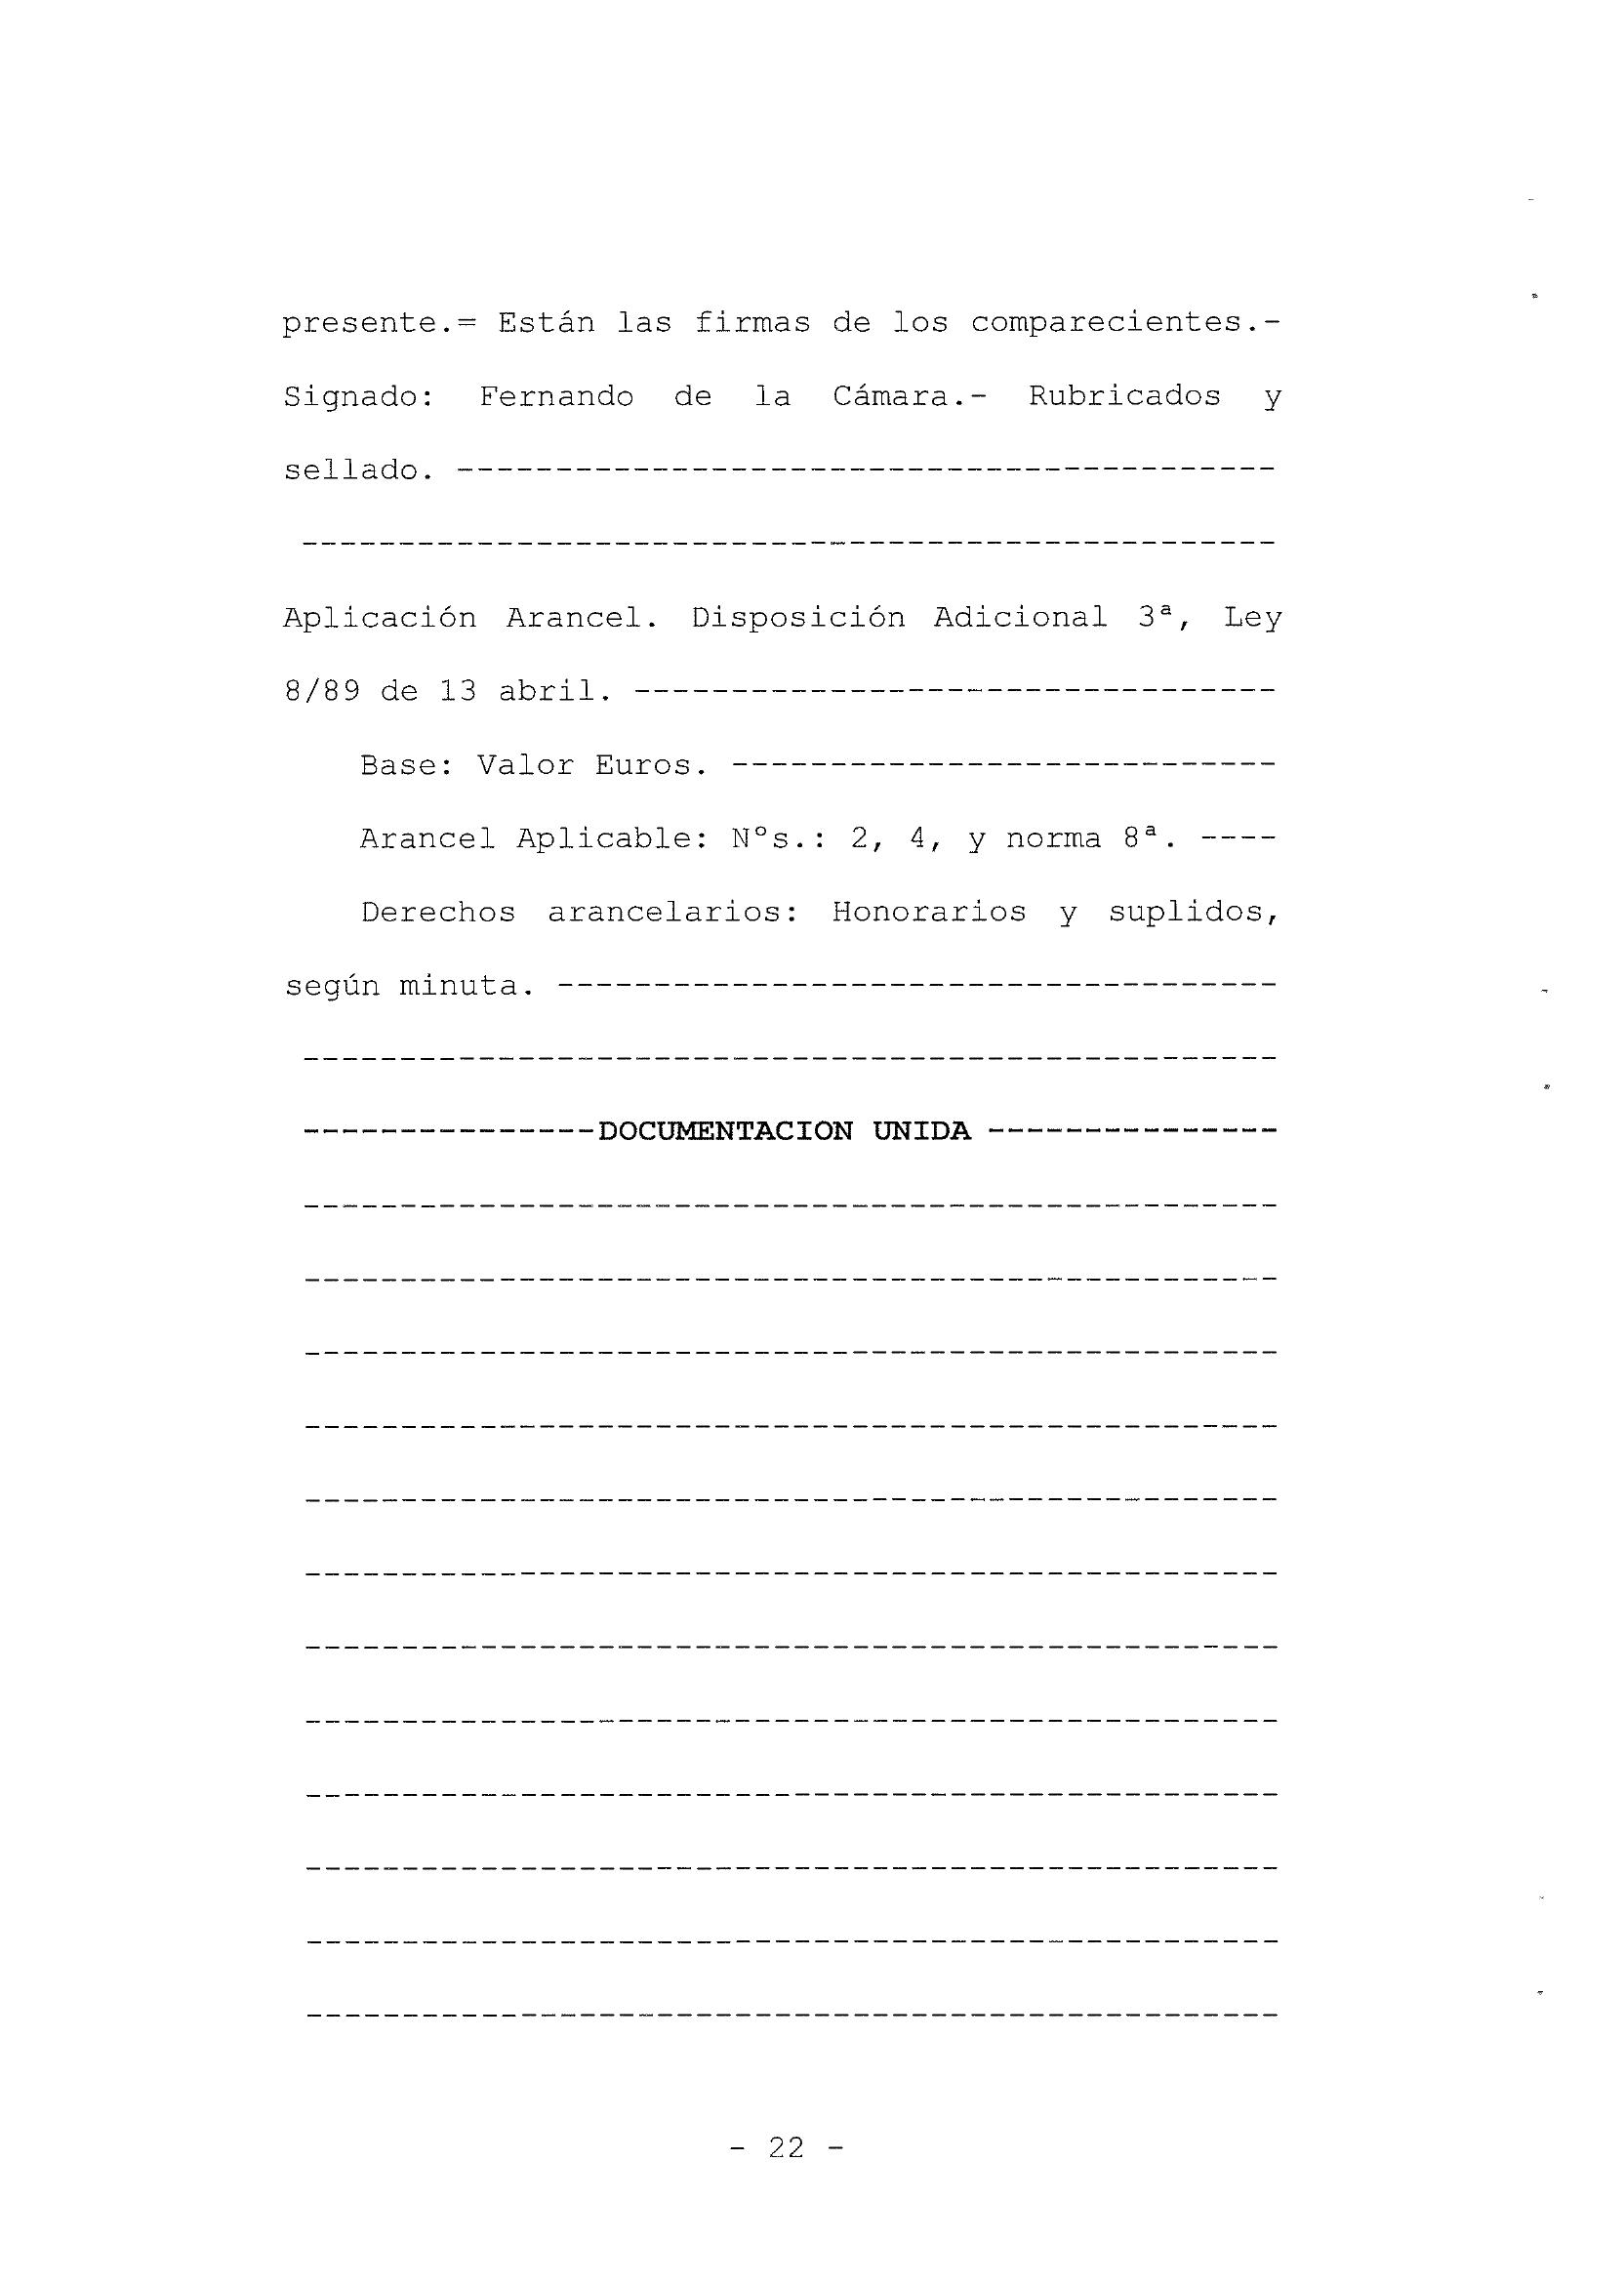 presente.= Están las firmas de los comparecientes.-
Signado: Fernando de la Cámara.- Rubricados y
sellado. ------------------------------------------
--------------------------------------------------
Aplicación Arancel. Disposición Adicional 3ª, Ley
8/89 de 13 abril. ---------------------------------
Base: Valor Euros. ----------------------------
Arancel Aplicable: Nºs.: 2, 4, y norma 8ª. ----
Derechos arancelarios: Honorarios y suplidos,
según minuta. -------------------------------------
--------------------------------------------------
---------------DOCUMENTACION UNIDA ---------------
--------------------------------------------------
--------------------------------------------------
--------------------------------------------------
--------------------------------------------------
--------------------------------------------------
--------------------------------------------------
--------------------------------------------------
--------------------------------------------------
--------------------------------------------------
--------------------------------------------------
--------------------------------------------------
--------------------------------------------------
- 22 -